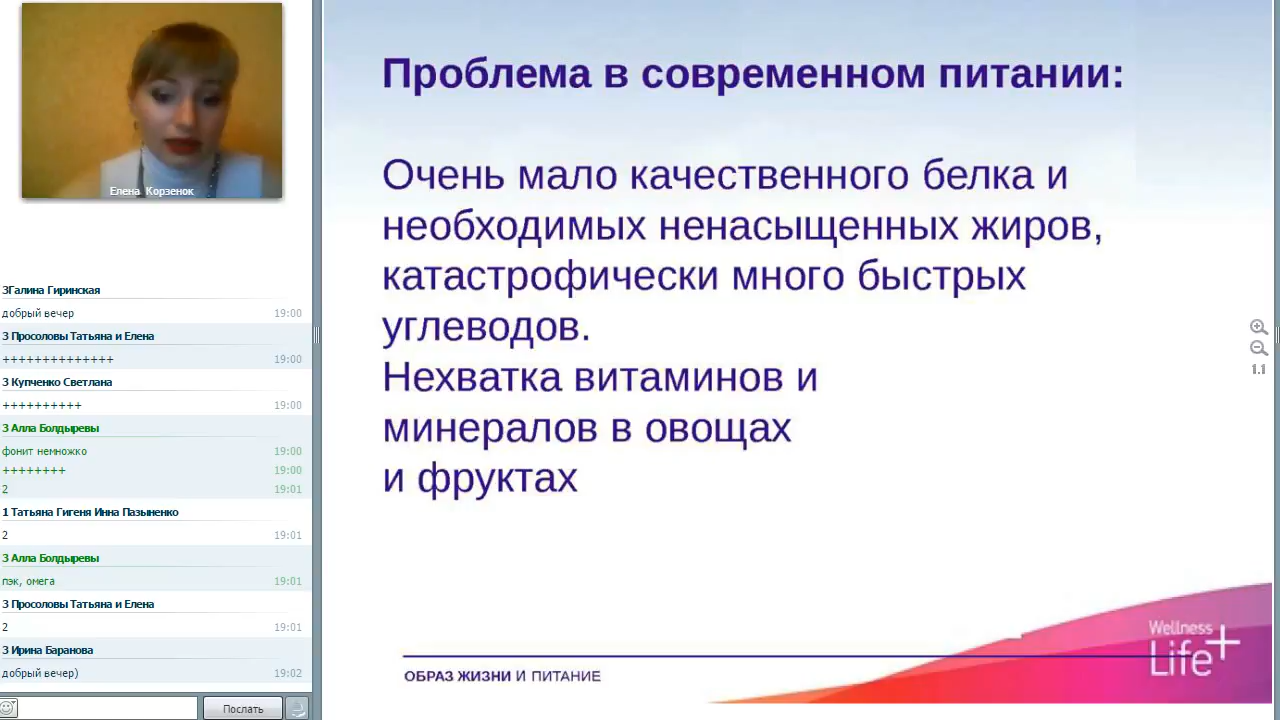 Елена Корзенок
3Галина Гиринская
добрый вечер 19:00
3 Просоловы Татьяна и Елена
++++++++++++++ 19:00
3 Купченко Светлана
++++++++++ 19:00
3 Алла Болдыревы
фонит немножко 19:00
++++++++ 19:00
2 19:01
1 Татьяна Гигеня Инна Пазыненко
2 19:01
3 Алла Болдыревы
пэк, омега 19:01
3 Просоловы Татьяна и Елена
2 19:01
3 Ирина Баранова
добрый вечер) 19:02
Послать
Проблема в современном питании:
Очень мало качественного белка и
необходимых ненасыщенных жиров,
катастрофически много быстрых
углеводов.
Нехватка витаминов и
минералов в овощах
и фруктах
ОБРАЗ ЖИЗНИ И ПИТАНИЕ
Wellness
Life+
1.1